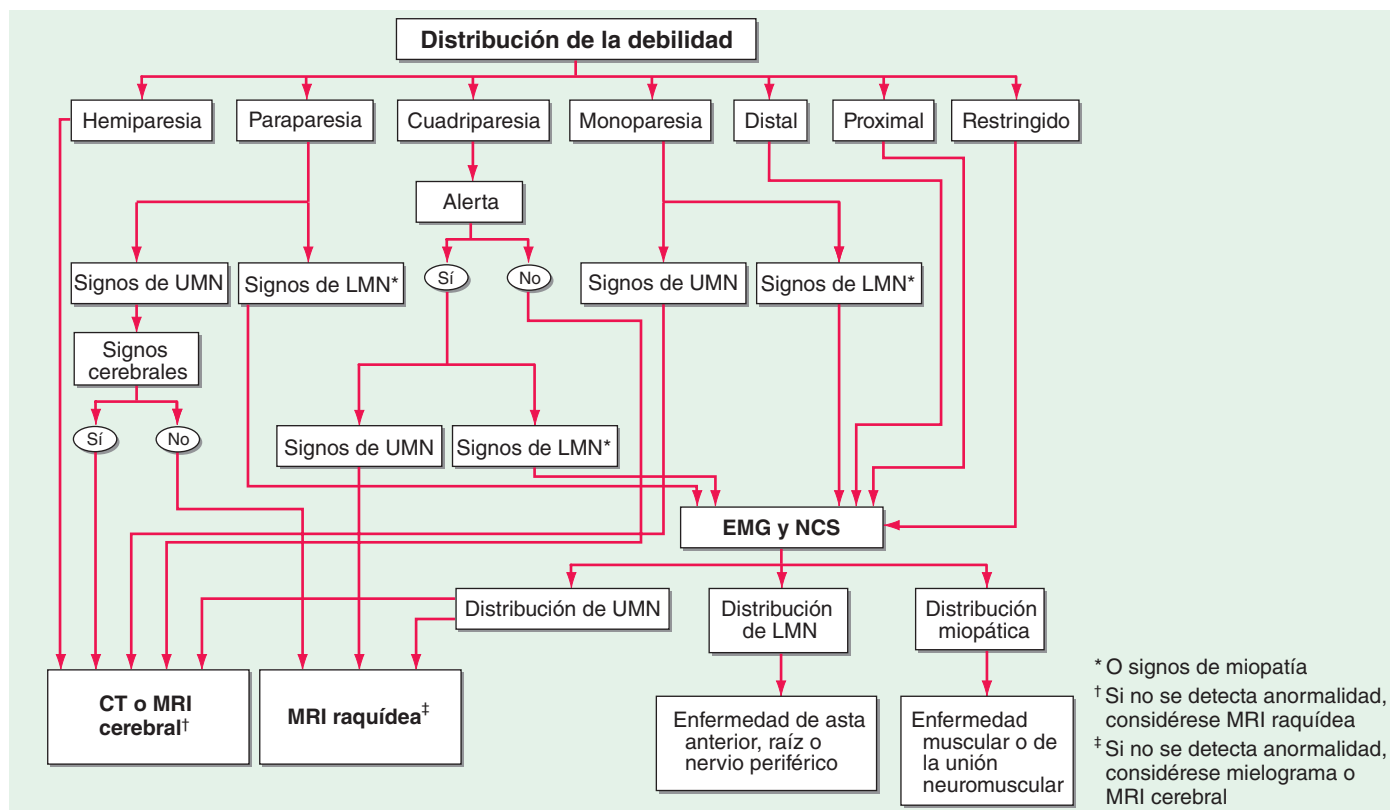 Distribución de la debilidad
Hemiparesia
Paraparesia
Cuadriparesia
Monoparesia
Distal
Proximal
Restringido
Alerta
Signos de UMN
Signos de LMN*
Sí
No
Signos de UMN
Signos de LMN*
Signos
cerebrales
Sí
No
Signos de UMN
Signos de LMN*
EMG y NCS
Distribución de UMN
Distribución
de LMN
Distribución
miopática
CT o MRI
cerebral†
MRI raquídea‡
Enfermedad de asta
anterior, raíz o
nervio periférico
Enfermedad
muscular o de
la unión
neuromuscular
* O signos de miopatía
† Si no se detecta anormalidad,
considérese MRI raquídea
‡ Si no se detecta anormalidad,
considérese mielograma o
MRI cerebral